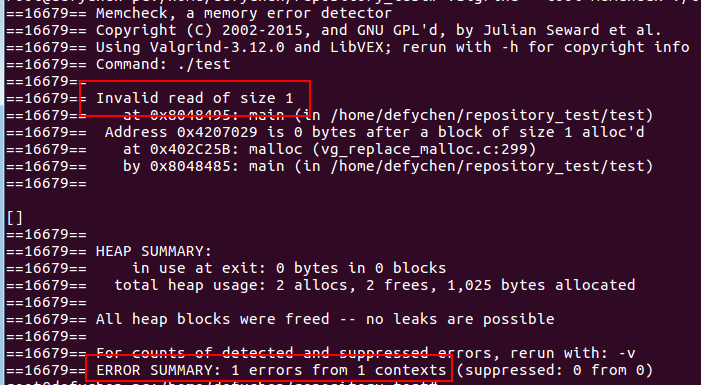 ==16679== Memcheck, a memory error detector
==16679== Copyright (C) 2002-2015, and GNU GPL'd, by Julian Seward et al.
==16679== Using Valgrind-3.12.0 and LibVEX; rerun with -h for copyright info
==16679== Command: ./test
==16679==
==16679== Invalid read of size 1
==16679==    at 0x8048495: main (in /home/defychen/repository_test/test)
==16679==  Address 0x4207029 is 0 bytes after a block of size 1 alloc'd
==16679==    at 0x402C25B: malloc (vg_replace_malloc.c:299)
==16679==    by 0x8048485: main (in /home/defychen/repository_test/test)
==16679==
[]
==16679==
==16679== HEAP SUMMARY:
==16679==     in use at exit: 0 bytes in 0 blocks
==16679==   total heap usage: 2 allocs, 2 frees, 1,025 bytes allocated
==16679==
==16679== All heap blocks were freed -- no leaks are possible
==16679==
==16679== For counts of detected and suppressed errors, rerun with: -v
==16679== ERROR SUMMARY: 1 errors from 1 contexts (suppressed: 0 from 0)